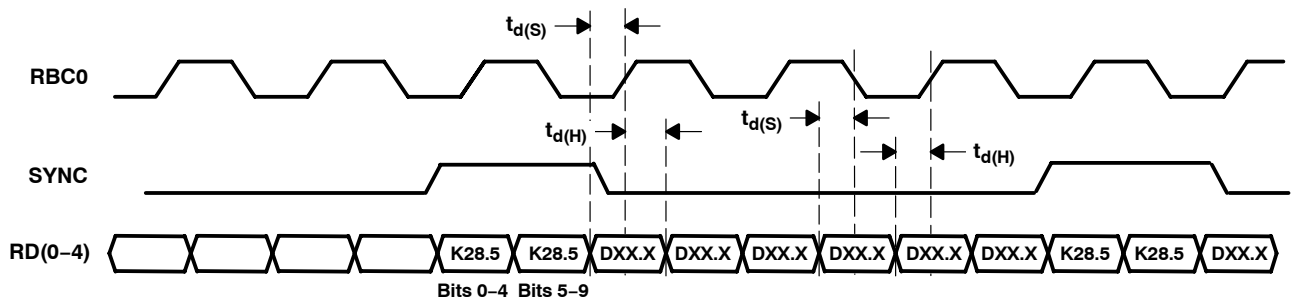 t_d(S)
RBC0
t_d(H)
t_d(S)
t_d(H)
SYNC
RD(0–4)
K28.5 K28.5 DXX.X DXX.X DXX.X DXX.X DXX.X DXX.X K28.5 K28.5 DXX.X
Bits 0–4 Bits 5–9